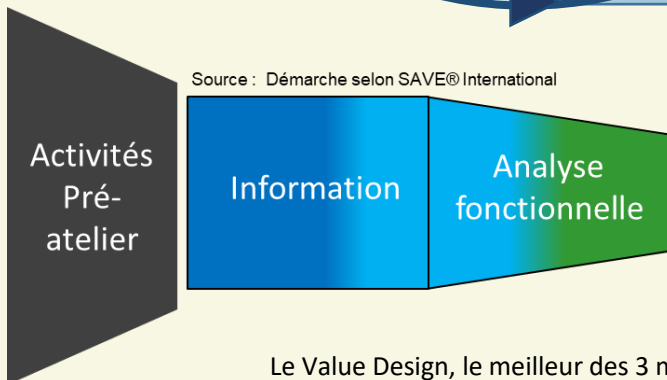 Source : Démarche selon SAVE® International
Activités
Pré-
atelier
Information
Analyse
fonctionnelle
Le Value Design, le meilleur des 3